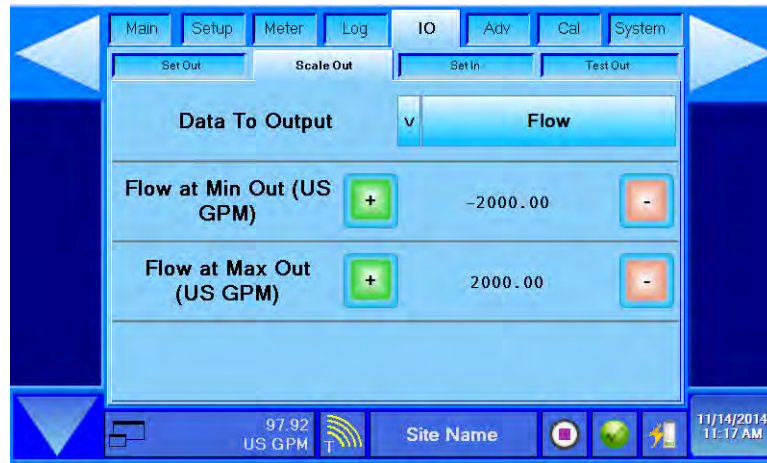 Main Setup Meter Log IO Adv Cal System
Set Out Scale Out Set In Test Out
Data To Output v Flow
Flow at Min Out (US
GPM) + -2000.00 -
Flow at Max Out
(US GPM) + 2000.00 -
97.92
US GPM T Site Name
11/14/2014
11:17 AM